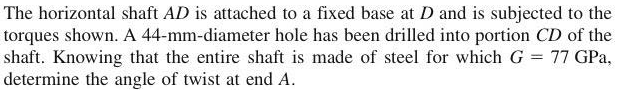 The horizontal shaft AD is attached to a fixed base at D and is subjected to the
torques shown. A 44-mm-diameter hole has been drilled into portion CD of the
shaft. Knowing that the entire shaft is made of steel for which G = 77 GPa,
determine the angle of twist at end A.